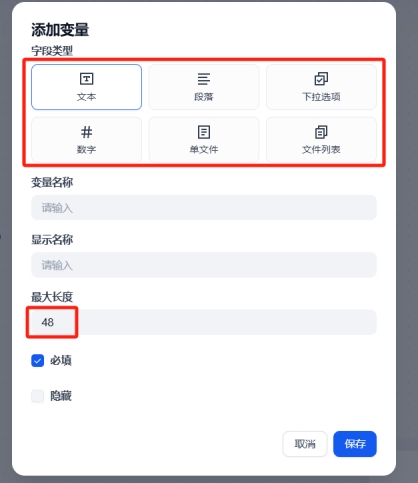 添加变量
字段类型
文本 段落 下拉选项
# 数字 单文件 文件列表
变量名称
请输入
显示名称
请输入
最大长度
48
必填
隐藏
取消 保存